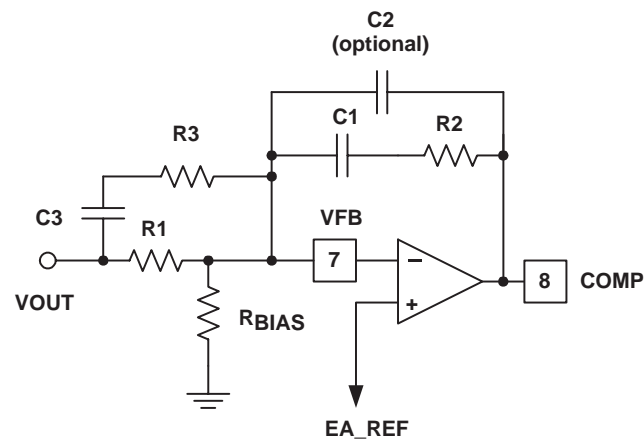 C2
(optional)
C1
R2
R3
C3
R1
VFB
7
−
+
8
COMP
VOUT
RBIAS
EA_REF